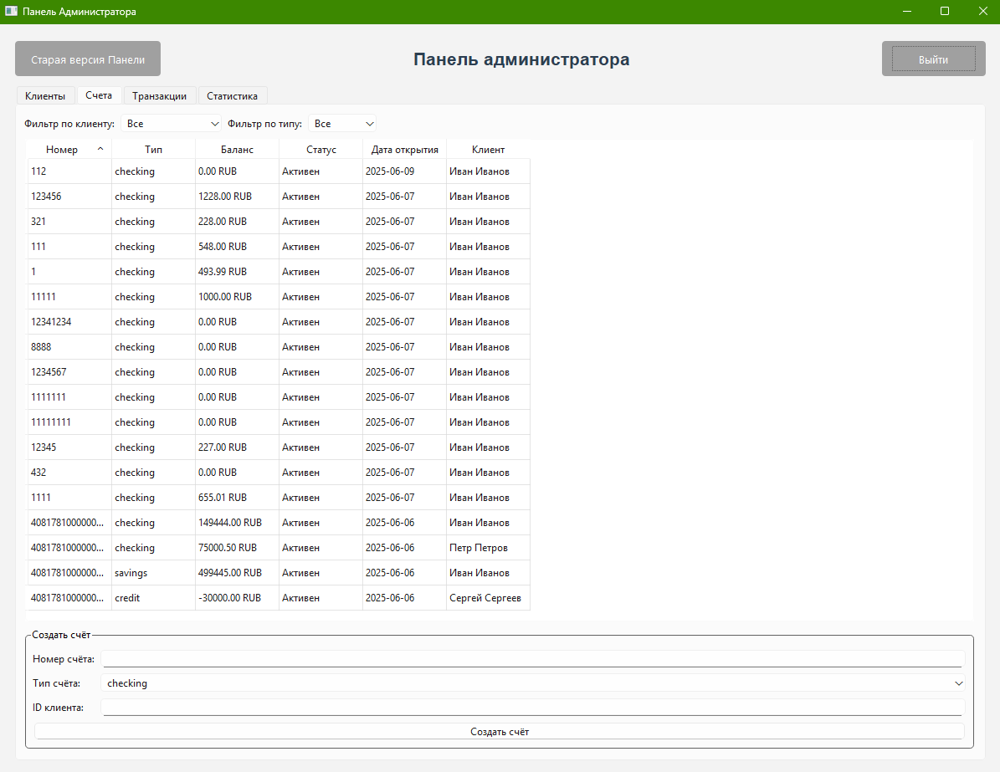 Панель Администратора
Старая версия Панели
Панель администратора
Выйти
Клиенты Счета Транзакции Статистика
Фильтр по клиенту: Все Фильтр по типу: Все
Номер Тип Баланс Статус Дата открытия Клиент
112 checking 0.00 RUB Активен 2025-06-09 Иван Иванов
123456 checking 1228.00 RUB Активен 2025-06-07 Иван Иванов
321 checking 228.00 RUB Активен 2025-06-07 Иван Иванов
111 checking 548.00 RUB Активен 2025-06-07 Иван Иванов
1 checking 493.99 RUB Активен 2025-06-07 Иван Иванов
11111 checking 1000.00 RUB Активен 2025-06-07 Иван Иванов
12341234 checking 0.00 RUB Активен 2025-06-07 Иван Иванов
8888 checking 0.00 RUB Активен 2025-06-07 Иван Иванов
1234567 checking 0.00 RUB Активен 2025-06-07 Иван Иванов
1111111 checking 0.00 RUB Активен 2025-06-07 Иван Иванов
11111111 checking 0.00 RUB Активен 2025-06-07 Иван Иванов
12345 checking 227.00 RUB Активен 2025-06-07 Иван Иванов
432 checking 0.00 RUB Активен 2025-06-07 Иван Иванов
1111 checking 655.01 RUB Активен 2025-06-07 Иван Иванов
4081781000000... checking 149444.00 RUB Активен 2025-06-06 Иван Иванов
4081781000000... checking 75000.50 RUB Активен 2025-06-06 Петр Петров
4081781000000... savings 499445.00 RUB Активен 2025-06-06 Иван Иванов
4081781000000... credit -30000.00 RUB Активен 2025-06-06 Сергей Сергеев
Создать счёт
Номер счёта:
Тип счёта: checking
ID клиента:
Создать счёт